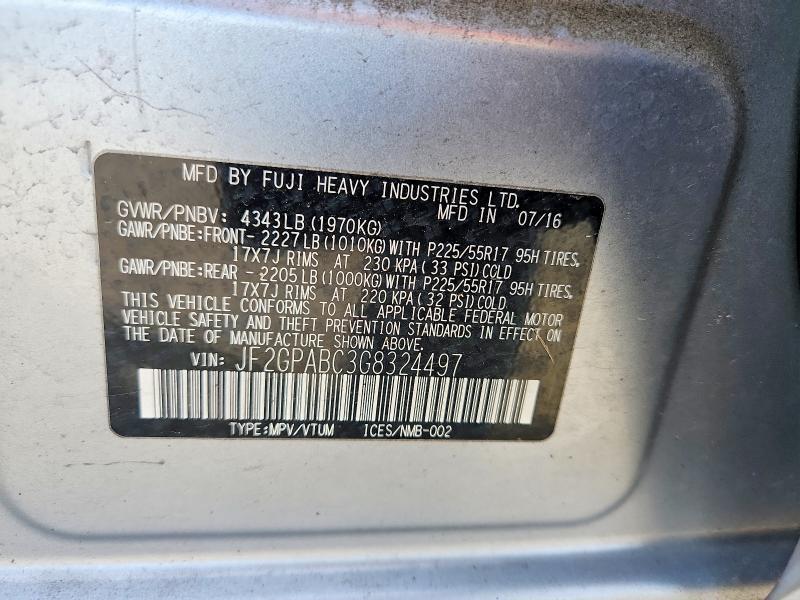 MFD BY FUJI HEAVY INDUSTRIES LTD.
GVWR/PNBV: 4343LB (1970KG) MFD IN 07/16
GAWR/PNBE:FRONT- 2227LB (1010KG) WITH P225/55R17 95H TIRES,
17X7J RIMS AT 230 KPA (33 PSI) COLD
GAWR/PNBE:REAR -2205LB (1000KG) WITH P225/55R17 95H TIRES,
17X7J RIMS AT 220 KPA (32 PSI) COLD.
THIS VEHICLE CONFORMS TO ALL APPLICABLE FEDERAL MOTOR
VEHICLE SAFETY AND THEFT PREVENTION STANDARDS IN EFFECT ON
THE DATE OF MANUFACTURE SHOWN ABOVE.
VIN: JF2GPABC3G8324497
TYPE:MPV/VTUM ICES/NMB-002